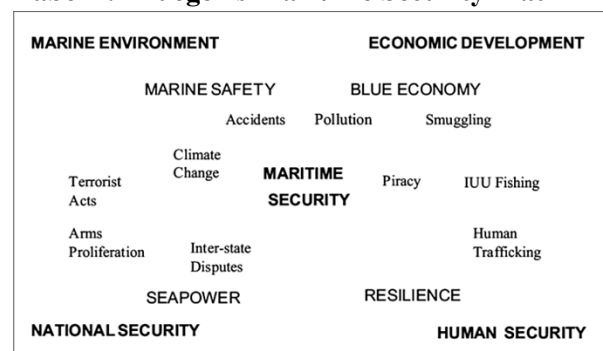 MARINE ENVIRONMENT ECONOMIC DEVELOPMENT
MARINE SAFETY BLUE ECONOMY
Accidents Pollution Smuggling
Climate
Change
MARITIME
SECURITY
Piracy IUU Fishing
Terrorist
Acts
Arms
Proliferation
Inter-state
Disputes
Human
Trafficking
SEAPOWER RESILIENCE
NATIONAL SECURITY HUMAN SECURITY